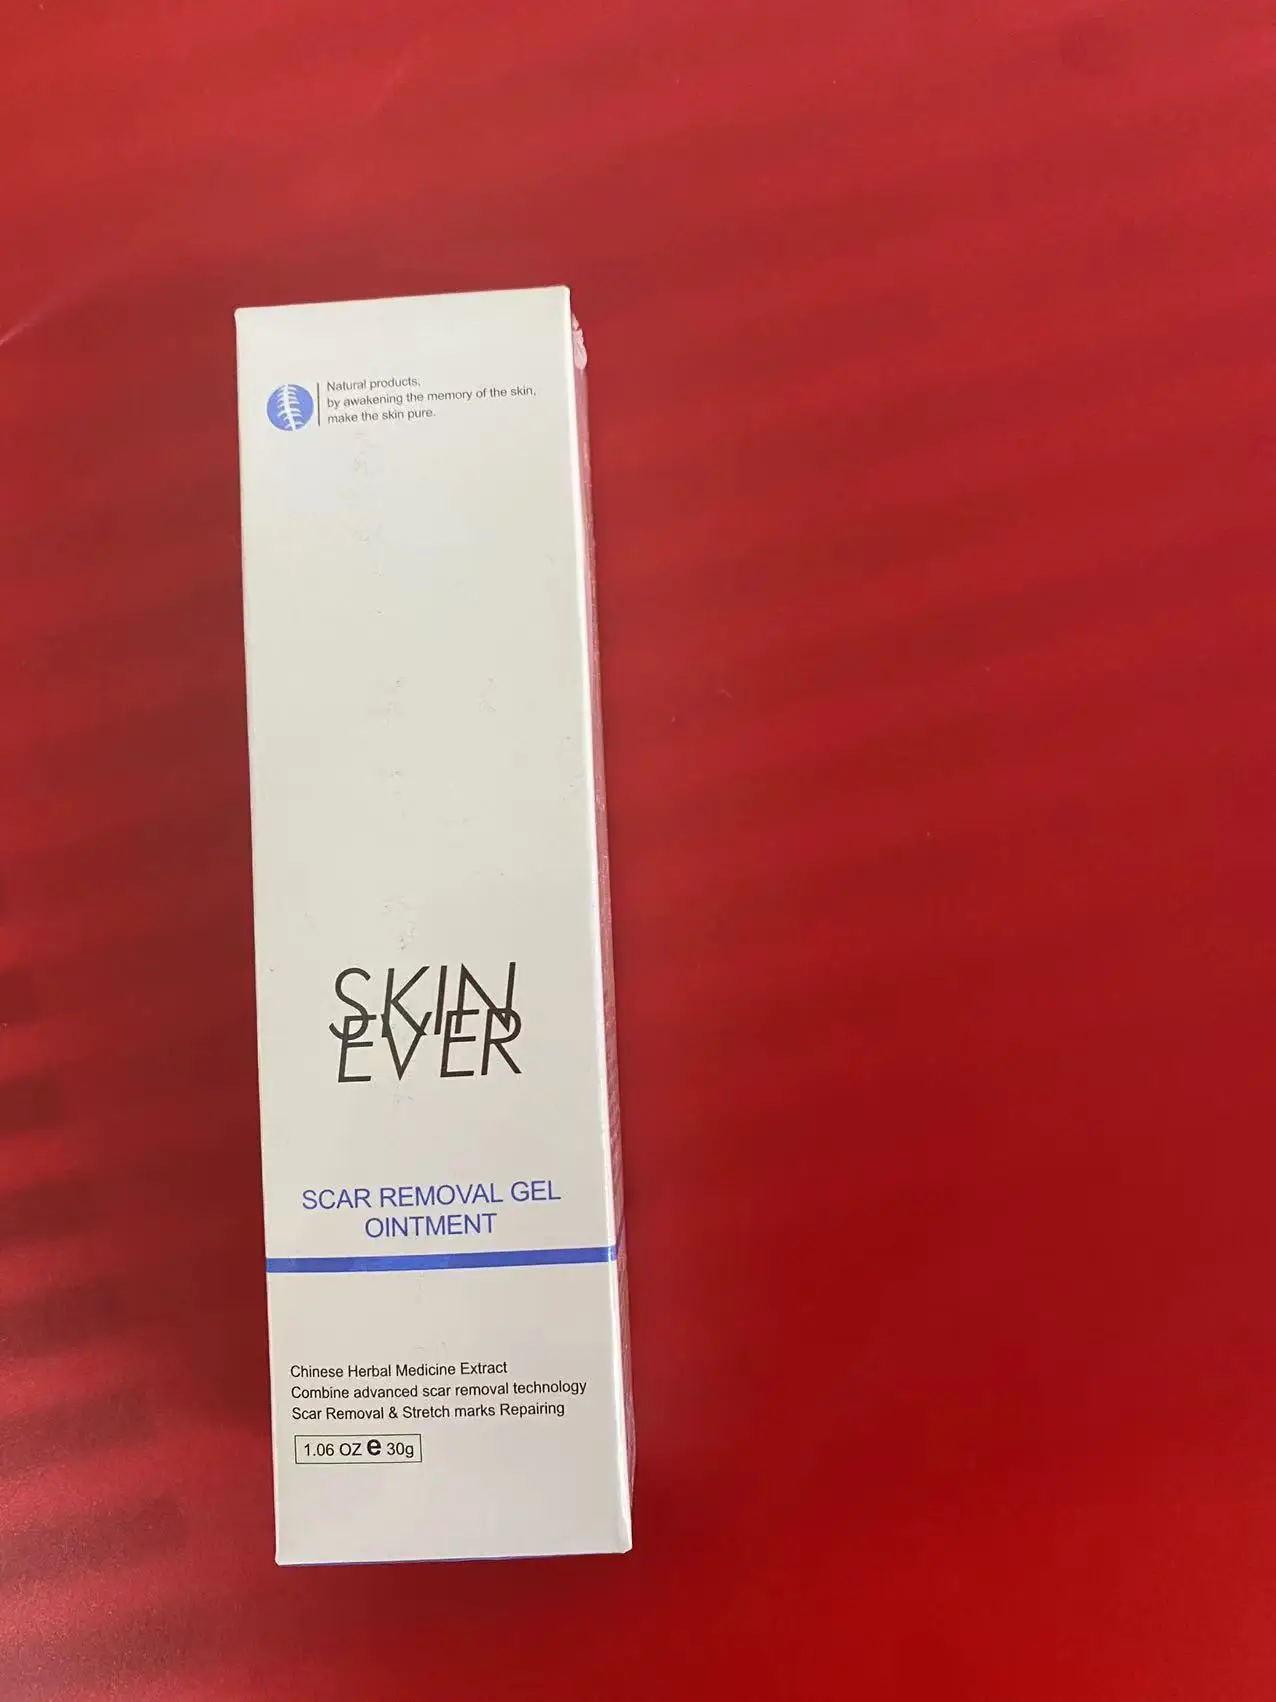 Natural products,
by awakening the memory of the skin,
make the skin pure.
SKIN
EVER
SCAR REMOVAL GEL
OINTMENT
Chinese Herbal Medicine Extract
Combine advanced scar removal technology
Scar Removal & Stretch marks Repairing
1.06 OZ e 30g